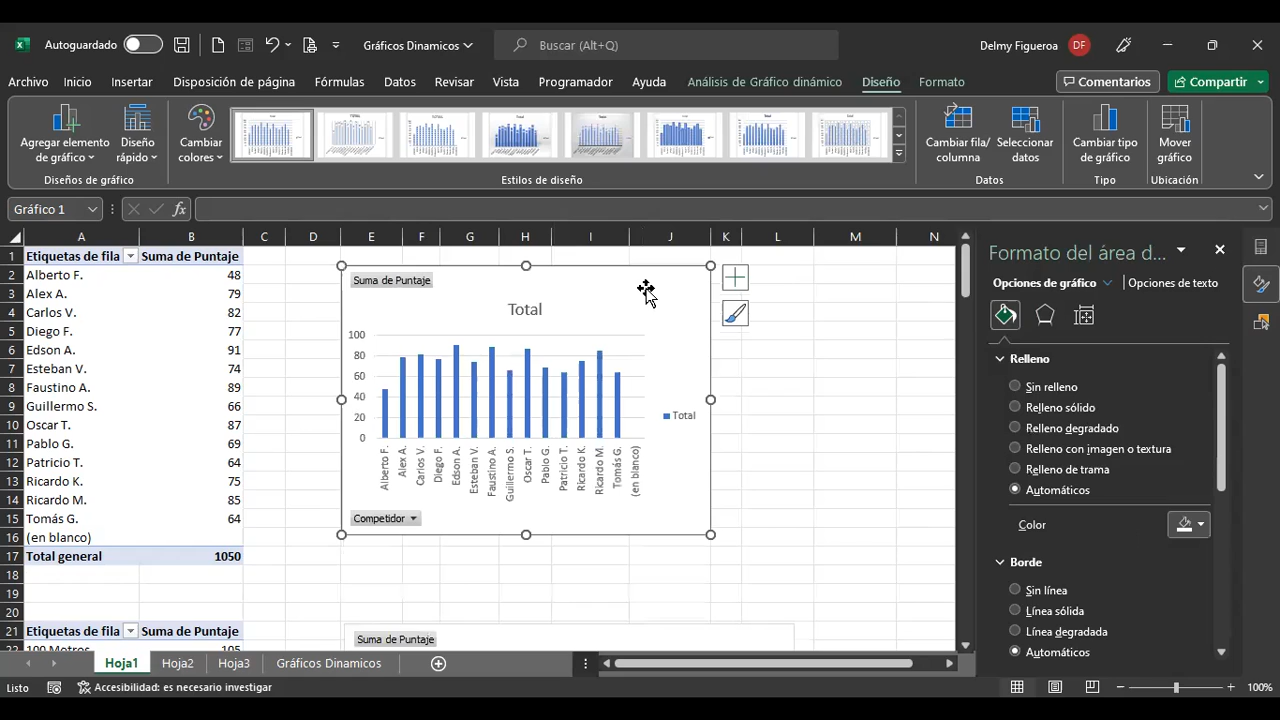 Autoguardado
Gráficos Dinamicos
Buscar (Alt+Q)
Delmy Figueroa
DF
Archivo Inicio Insertar Disposición de página Fórmulas Datos Revisar Vista Programador Ayuda Análisis de Gráfico dinámico Diseño Formato
Comentarios
Compartir
Agregar elemento de gráfico
Diseño rápido
Cambiar colores
Cambiar fila/columna
Seleccionar datos
Cambiar tipo de gráfico
Mover gráfico
Diseños de gráfico
Estilos de diseño
Datos
Tipo
Ubicación
Gráfico 1
fx
A B C D E F G H I J K L M N
1 Etiquetas de fila Suma de Puntaje
2 Alberto F. 48
3 Alex A. 79
4 Carlos V. 82
5 Diego F. 77
6 Edson A. 91
7 Esteban V. 74
8 Faustino A. 89
9 Guillermo S. 66
10 Oscar T. 87
11 Pablo G. 69
12 Patricio T. 64
13 Ricardo K. 75
14 Ricardo M. 85
15 Tomás G. 64
16 (en blanco)
17 Total general 1050
18
19
20
21 Etiquetas de fila Suma de Puntaje
22 100 Metros 105
Suma de Puntaje
Total
100
80
60
40
20
0
Alberto F.
Alex A.
Carlos V.
Diego F.
Edson A.
Esteban V.
Faustino A.
Guillermo S.
Oscar T.
Pablo G.
Patricio T.
Ricardo K.
Ricardo M.
Tomás G.
(en blanco)
Total
Competidor
Suma de Puntaje
Formato del área d...
Opciones de gráfico
Opciones de texto
Relleno
Sin relleno
Relleno sólido
Relleno degradado
Relleno con imagen o textura
Relleno de trama
Automáticos
Color
Borde
Sin línea
Línea sólida
Línea degradada
Automáticos
Hoja1 Hoja2 Hoja3 Gráficos Dinamicos
Listo
Accesibilidad: es necesario investigar
100%